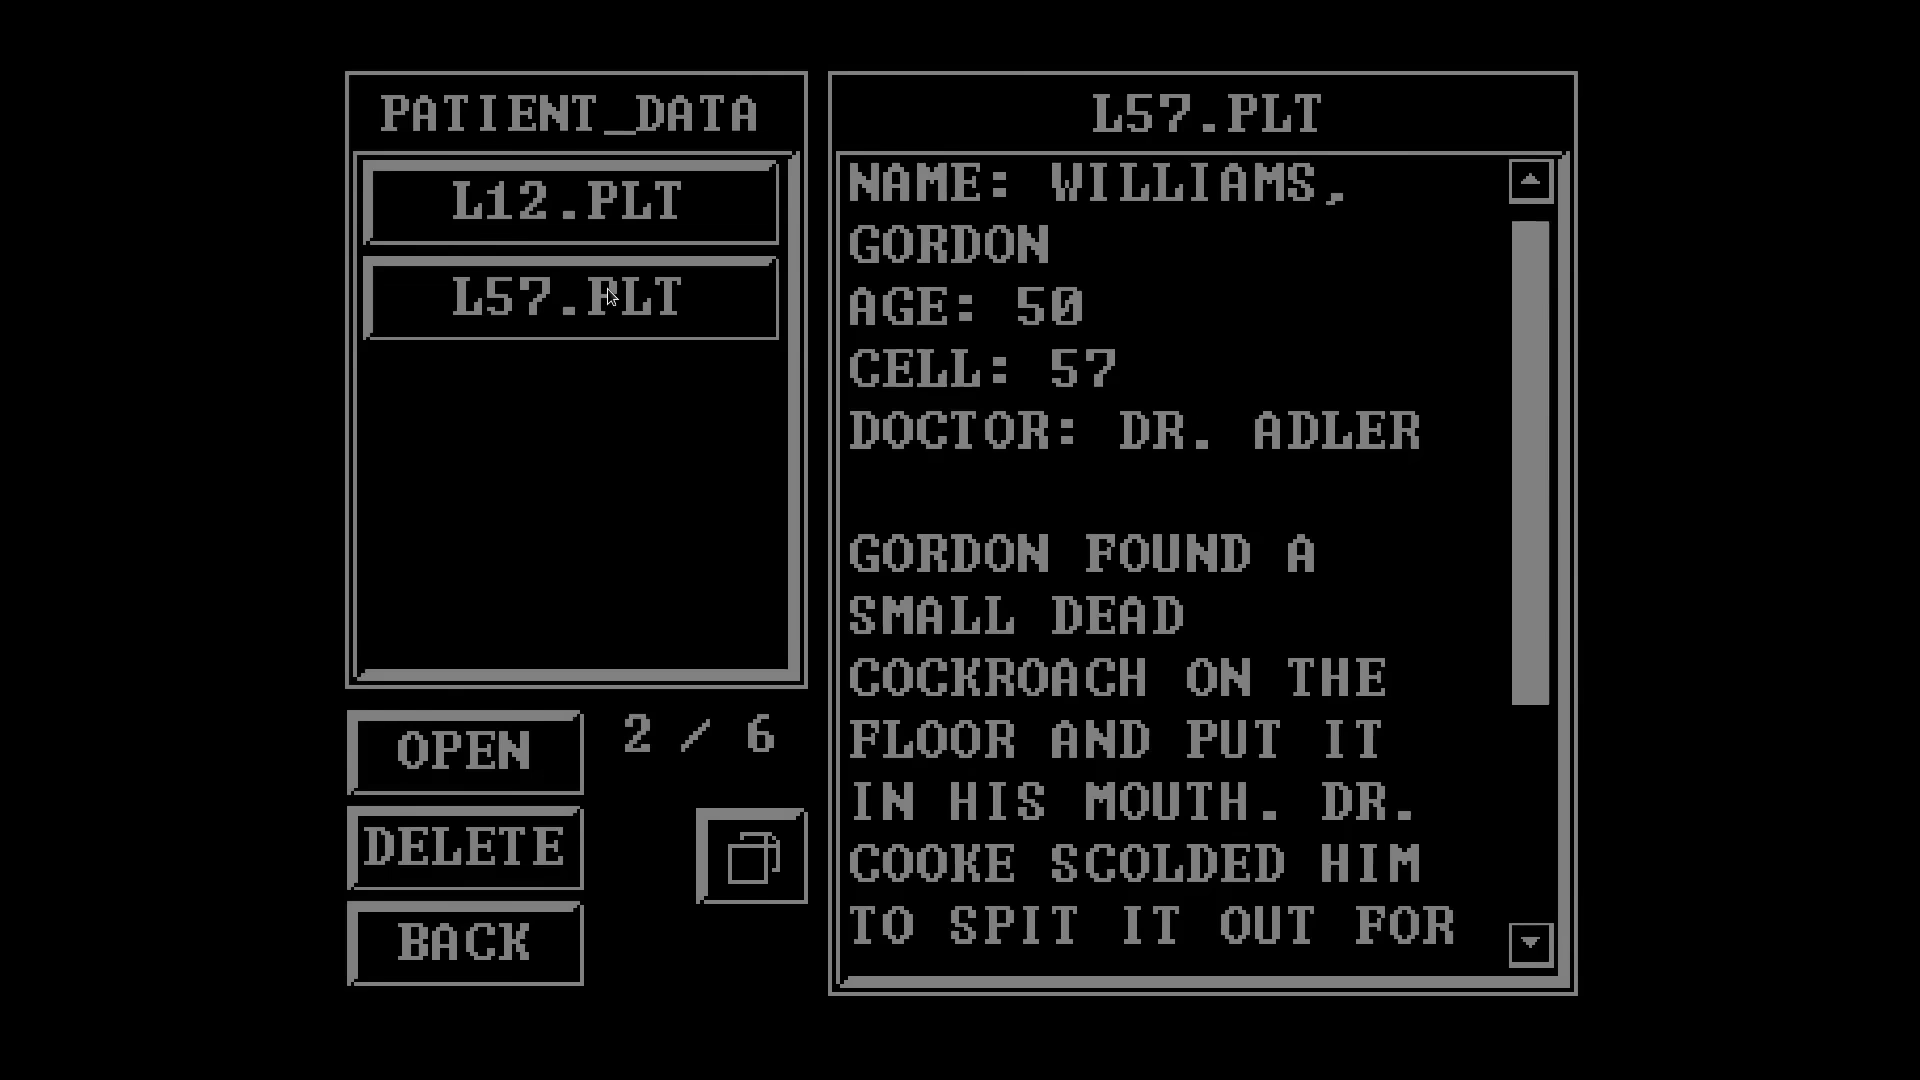 PATIENT_DATA
L12.PLT
L57.PLT
OPEN
2 / 6
DELETE
BACK
L57.PLT
NAME: WILLIAMS,
GORDON
AGE: 50
CELL: 57
DOCTOR: DR. ADLER
GORDON FOUND A
SMALL DEAD
COCKROACH ON THE
FLOOR AND PUT IT
IN HIS MOUTH. DR.
COOKE SCOLDED HIM
TO SPIT IT OUT FOR